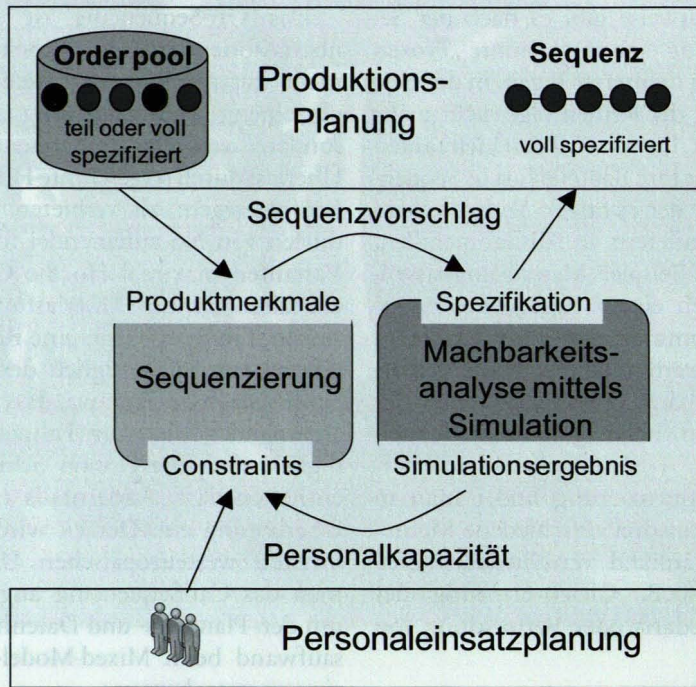 Orderpool
teil oder voll
spezifiziert
Produktions-
Planung
Sequenz
voll spezifiziert
Sequenzvorschlag
Produktmerkmale
Spezifikation
Sequenzierung
Machbarkeits-
analyse mittels
Simulation
Constraints
Simulationsergebnis
Personalkapazität
Personaleinsatzplanung